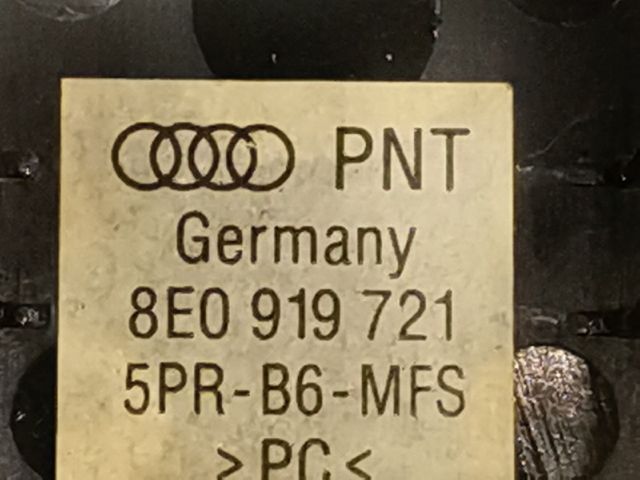 PNT
Germany
8E0 919 721
5PR-B6-MFS
>PC<